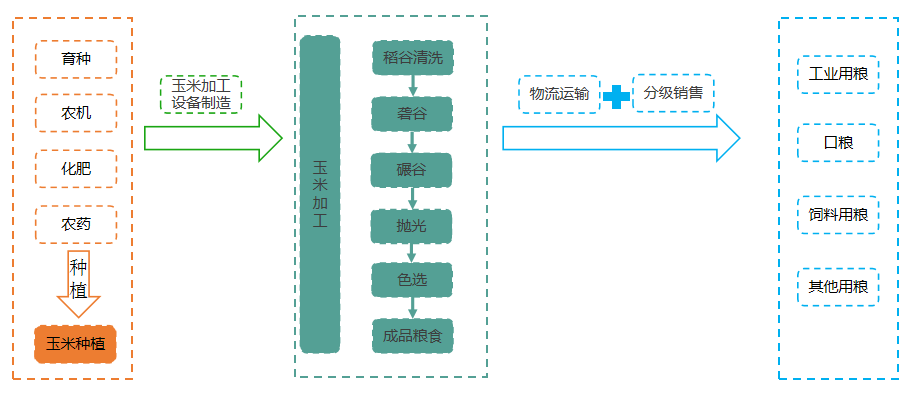 育种
农机
化肥
农药
种
植
玉米种植
玉米加工
设备制造
玉
米
加
工
稻谷清洗
砻谷
碾谷
抛光
色选
成品粮食
物流运输
分级销售
工业用粮
口粮
饲料用粮
其他用粮